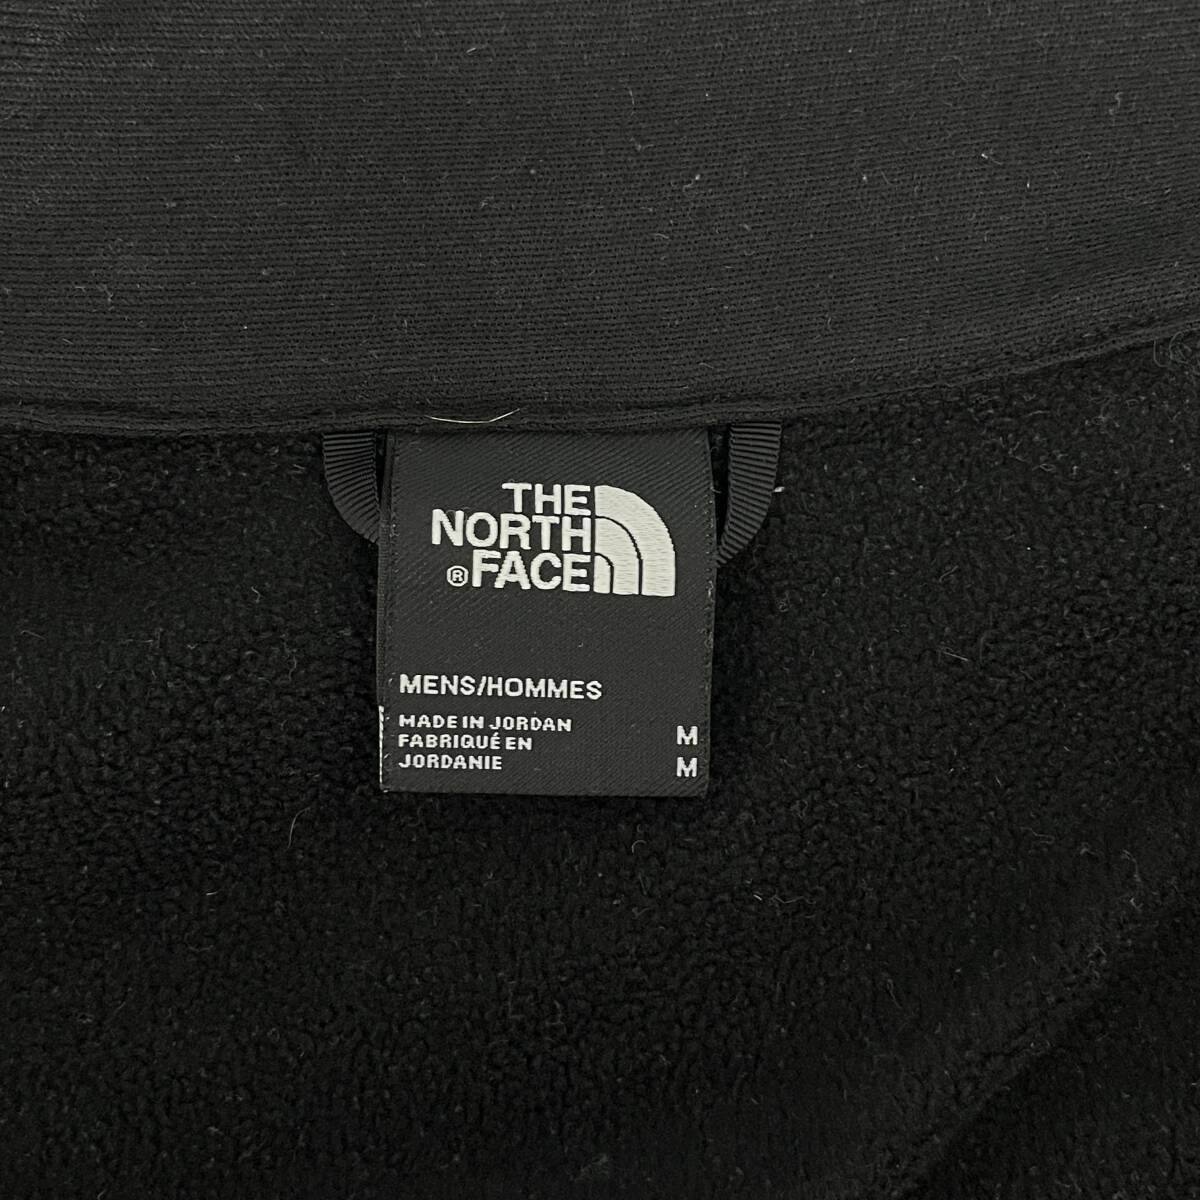 THE
NORTH
®FACE
MENS/HOMMES
MADE IN JORDAN
FABRIQUÉ EN
JORDANIE
M
M